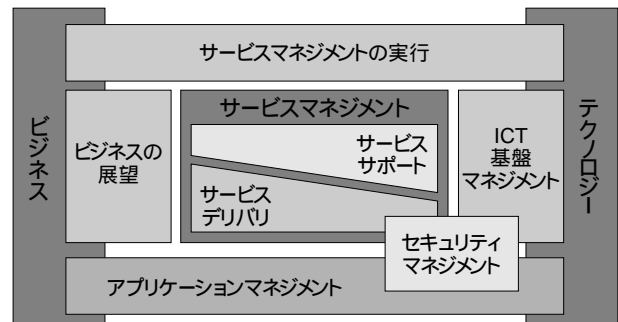 サービスマネジメントの実行
ビジネス
ビジネスの
展望
サービスマネジメント
サービス
サポート
サービス
デリバリ
ICT
基盤
マネジメント
テクノロジー
セキュリティ
マネジメント
アプリケーションマネジメント